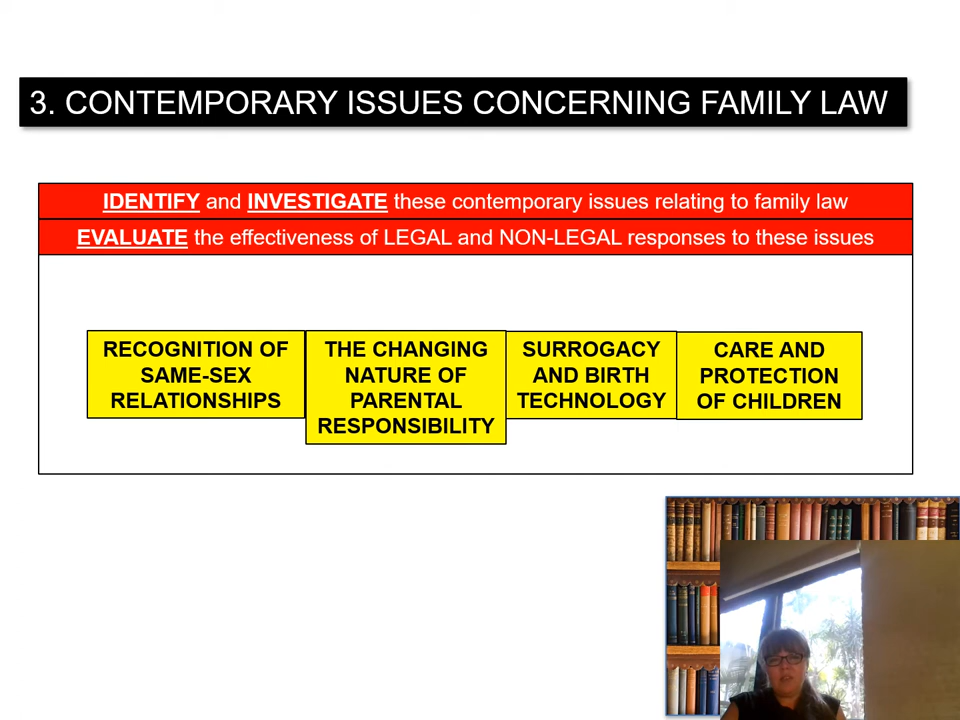 3. CONTEMPORARY ISSUES CONCERNING FAMILY LAW
IDENTIFY and INVESTIGATE these contemporary issues relating to family law
EVALUATE the effectiveness of LEGAL and NON-LEGAL responses to these issues
RECOGNITION OF
SAME-SEX
RELATIONSHIPS
THE CHANGING
NATURE OF
PARENTAL
RESPONSIBILITY
SURROGACY
AND BIRTH
TECHNOLOGY
CARE AND
PROTECTION
OF CHILDREN